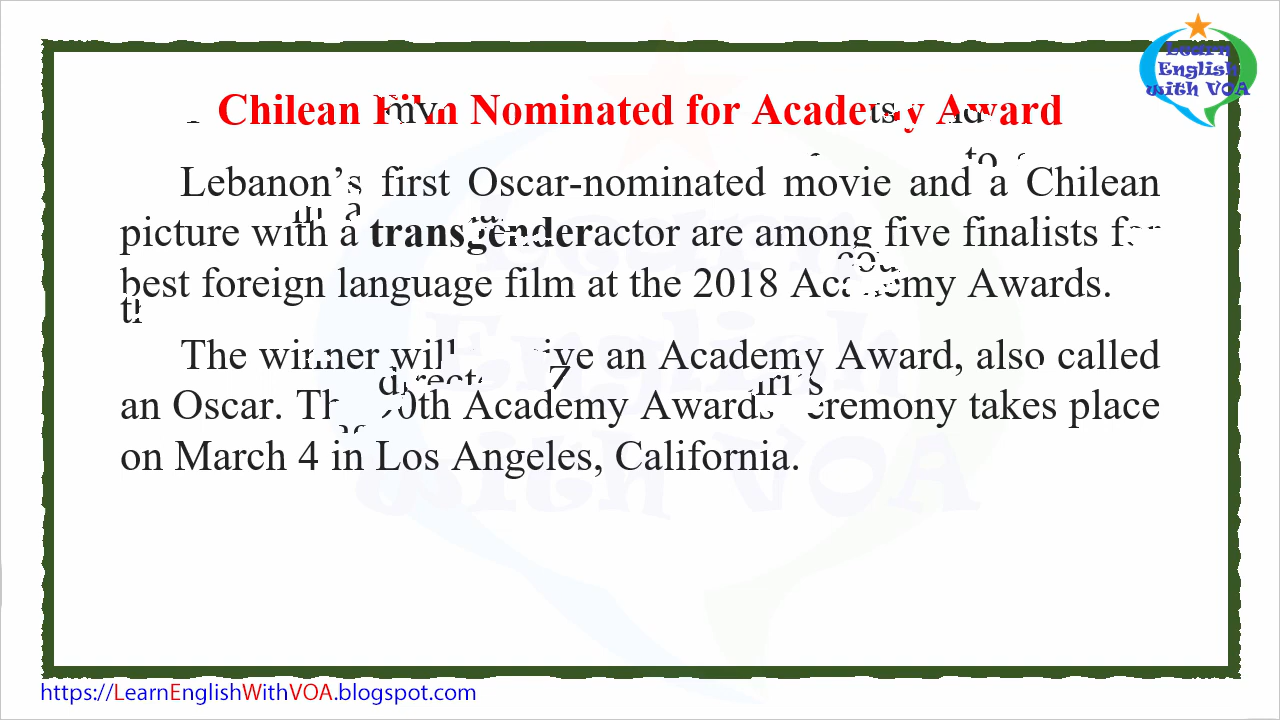 Learn
English
with VOA
Chilean Film Nominated for Academy Award
Lebanon’s first Oscar-nominated movie and a Chilean
picture with a transgenderactor are among five finalists for
best foreign language film at the 2018 Academy Awards.
The winner will an Academy Award, also called
an Oscar. The 90th Academy Awards ceremony takes place
on March 4 in Los Angeles, California.
https://LearnEnglishWithVOA.blogspot.com